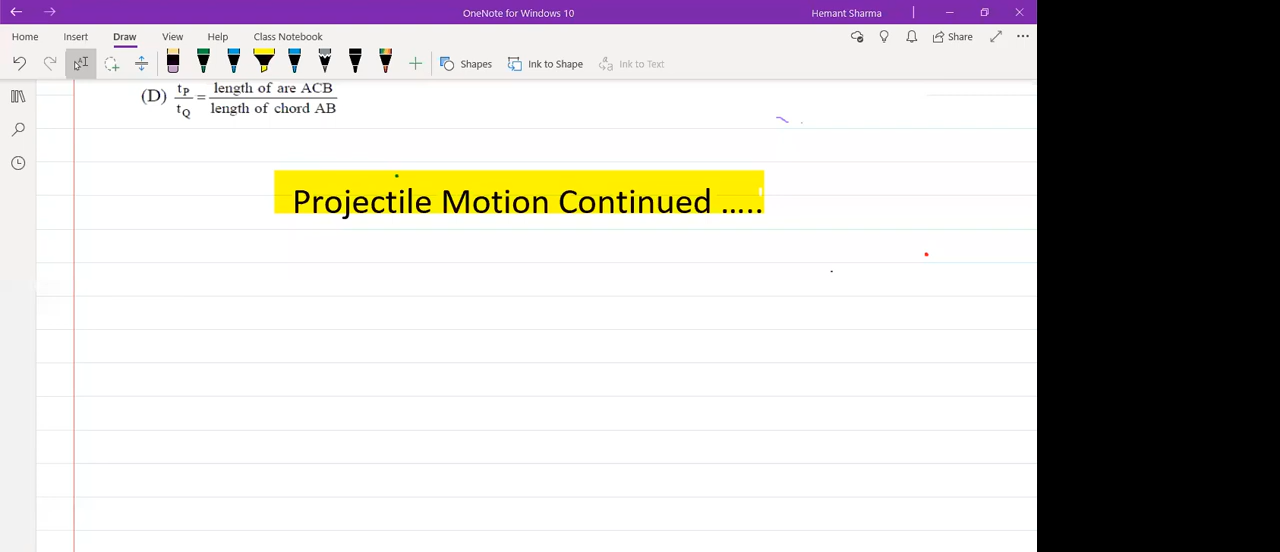 OneNote for Windows 10
Hemant Sharma
Home Insert Draw View Help Class Notebook
Share
Shapes Ink to Shape Ink to Text
(D) tP/tQ = length of are ACB/length of chord AB
Projectile Motion Continued .....